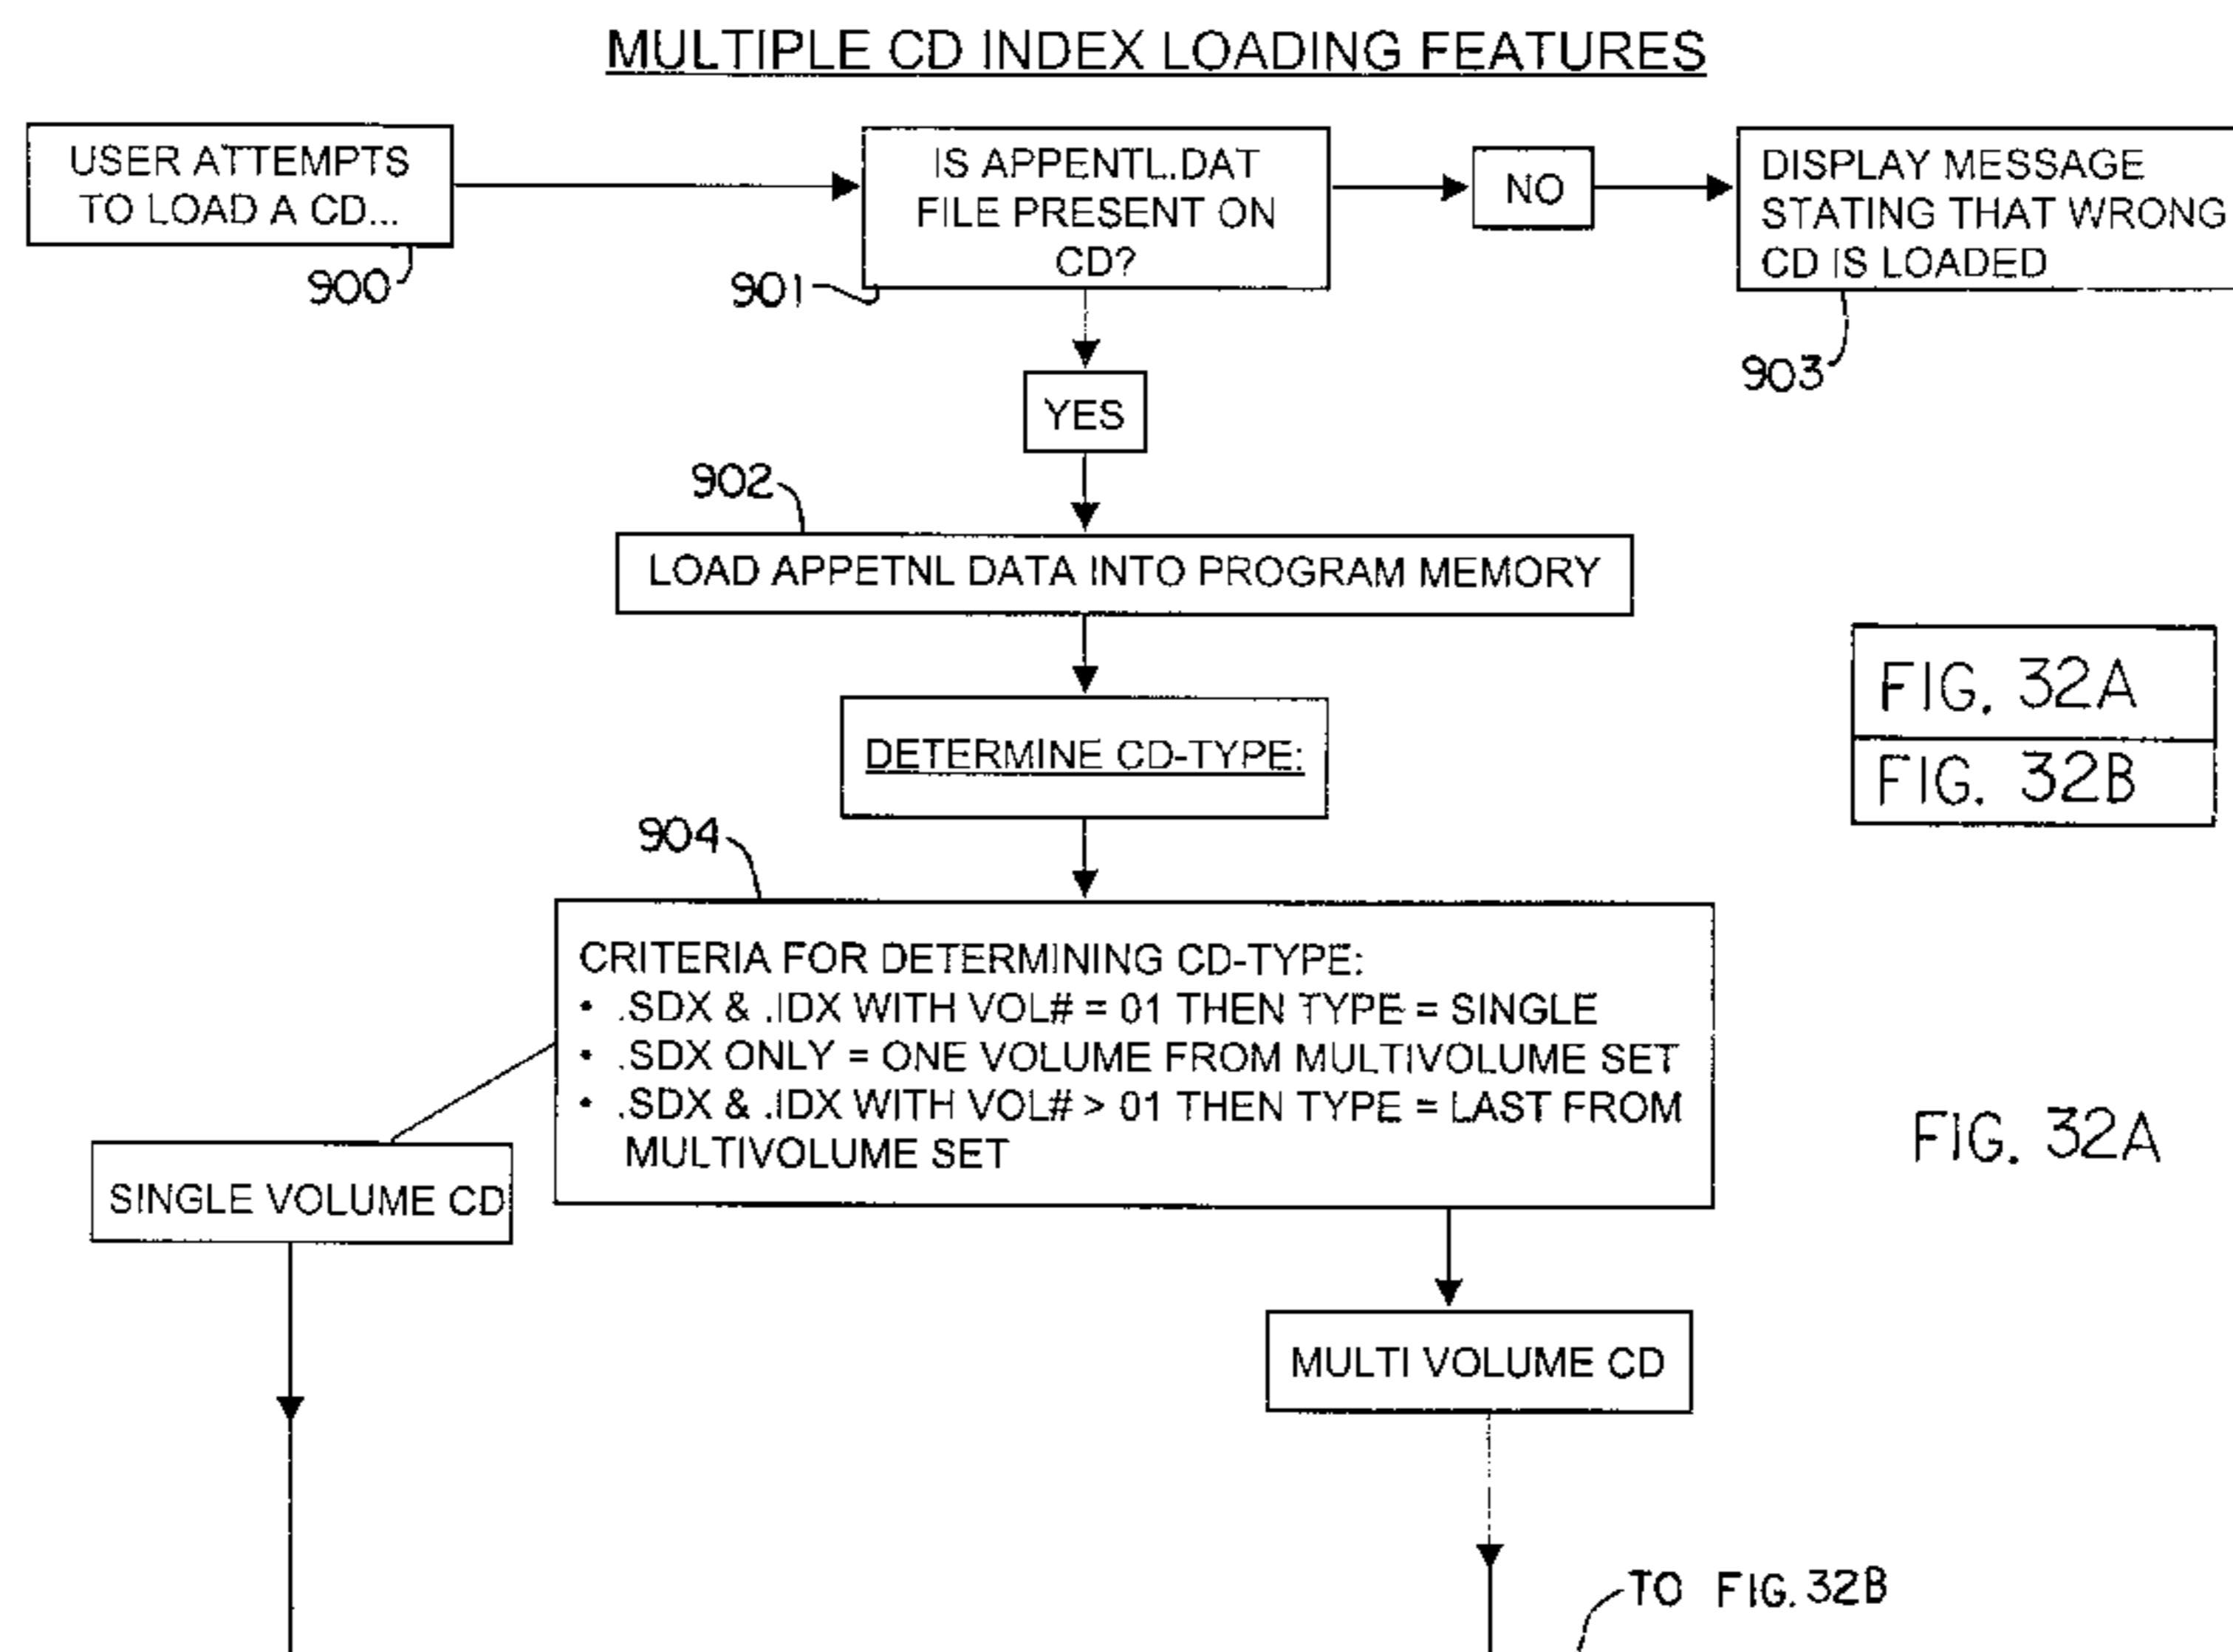 MULTIPLE CD INDEX LOADING FEATURES
USER ATTEMPTS
TO LOAD A CD...
900
IS APPENTL.DAT
FILE PRESENT ON
CD?
901
NO
DISPLAY MESSAGE
STATING THAT WRONG
CD IS LOADED
903
YES
902
LOAD APPETNL DATA INTO PROGRAM MEMORY
DETERMINE CD-TYPE:
FIG. 32A
FIG. 32B
904
CRITERIA FOR DETERMINING CD-TYPE:
• .SDX & .IDX WITH VOL# = 01 THEN TYPE = SINGLE
• .SDX ONLY = ONE VOLUME FROM MULTIVOLUME SET
• .SDX & .IDX WITH VOL# > 01 THEN TYPE = LAST FROM
MULTIVOLUME SET
FIG. 32A
SINGLE VOLUME CD
MULTI VOLUME CD
TO FIG. 32B